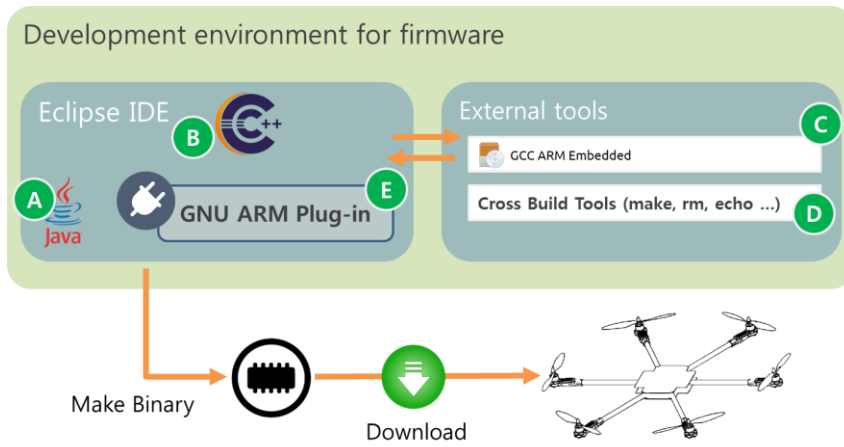 Development environment for firmware
Eclipse IDE
C++
B
A
Java
E
GNU ARM Plug-in
External tools
C
GCC ARM Embedded
Cross Build Tools (make, rm, echo ...)
D
Make Binary
Download